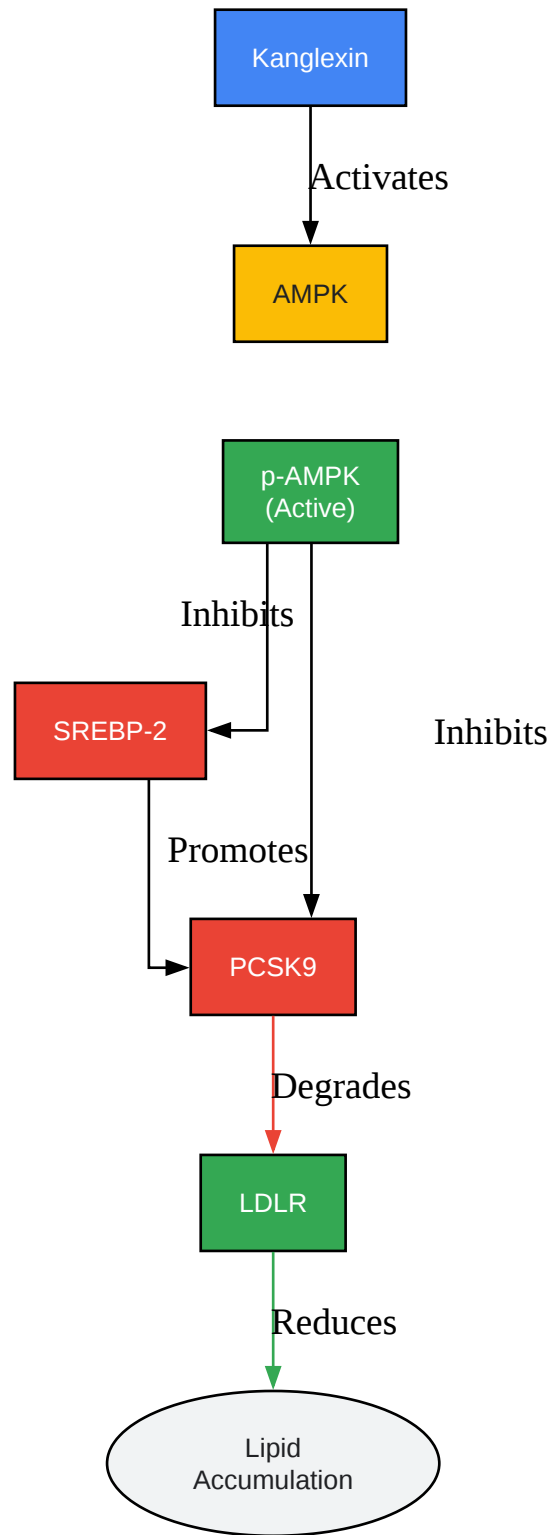 Kanglexin
Activates
AMPK
p-AMPK
(Active)
Inhibits
SREBP-2
Inhibits
Promotes
PCSK9
Degrades
LDLR
Reduces
Lipid
Accumulation